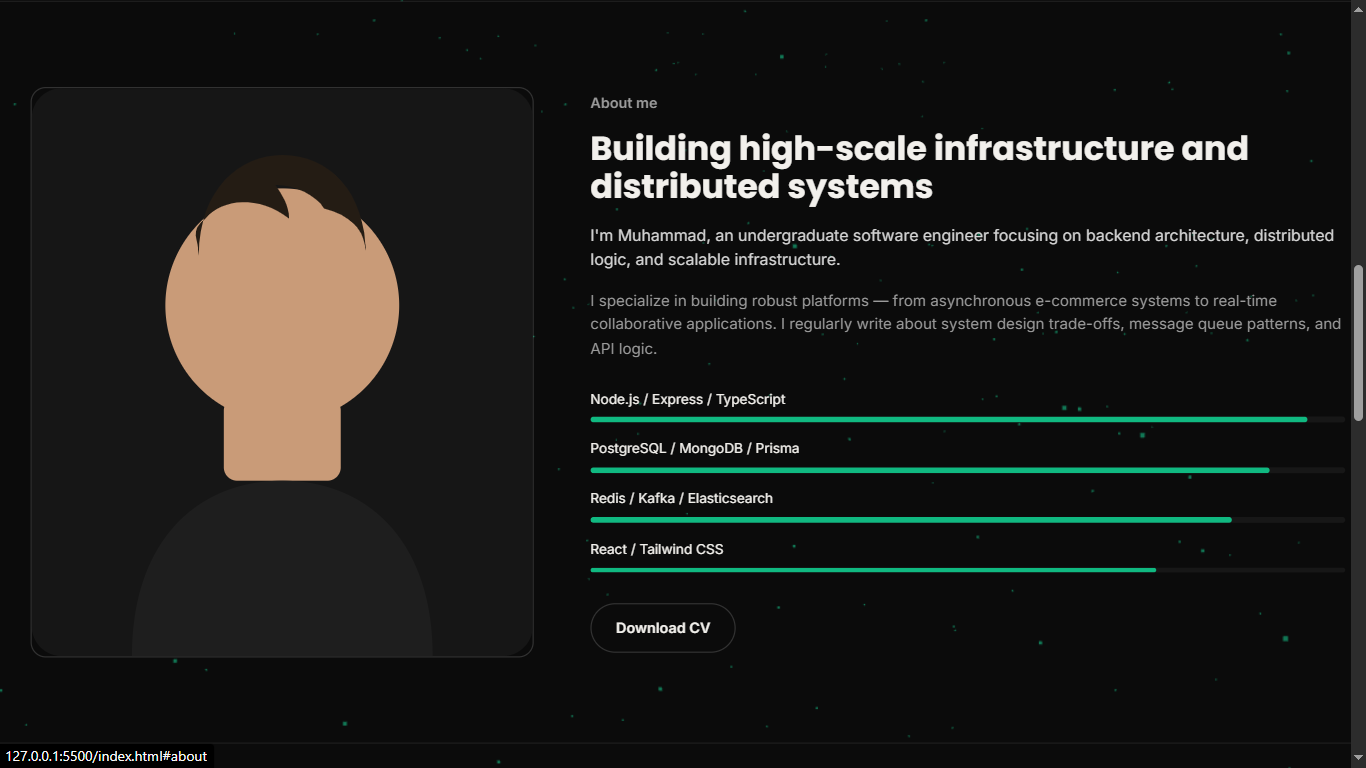 About me
Building high-scale infrastructure and
distributed systems
I'm Muhammad, an undergraduate software engineer focusing on backend architecture, distributed
logic, and scalable infrastructure.
I specialize in building robust platforms — from asynchronous e-commerce systems to real-time
collaborative applications. I regularly write about system design trade-offs, message queue patterns, and
API logic.
Node.js / Express / TypeScript
PostgreSQL / MongoDB / Prisma
Redis / Kafka / Elasticsearch
React / Tailwind CSS
Download CV
127.0.0.1:5500/index.html#about